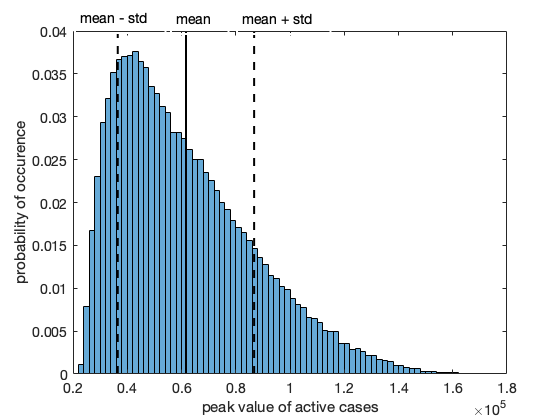 mean - std mean mean + std
0.04
0.035
0.03
0.025
0.02
0.015
0.01
0.005
0
probability of occurence
0.2 0.4 0.6 0.8 1 1.2 1.4 1.6 1.8
×10^5
peak value of active cases